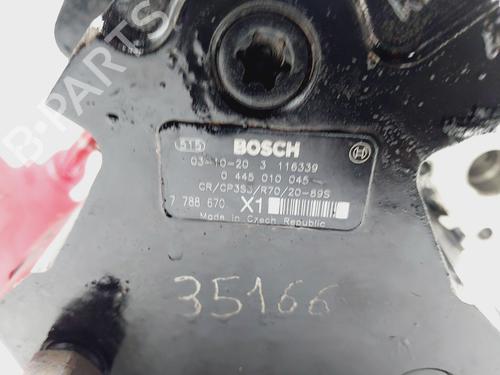 515 BOSCH
03-10-20 3 116339
0 445 010 045
CR/CP3S3/R70/20-89S
7 788 670 X1
Made in Czech Republic
35166
B-PARTS